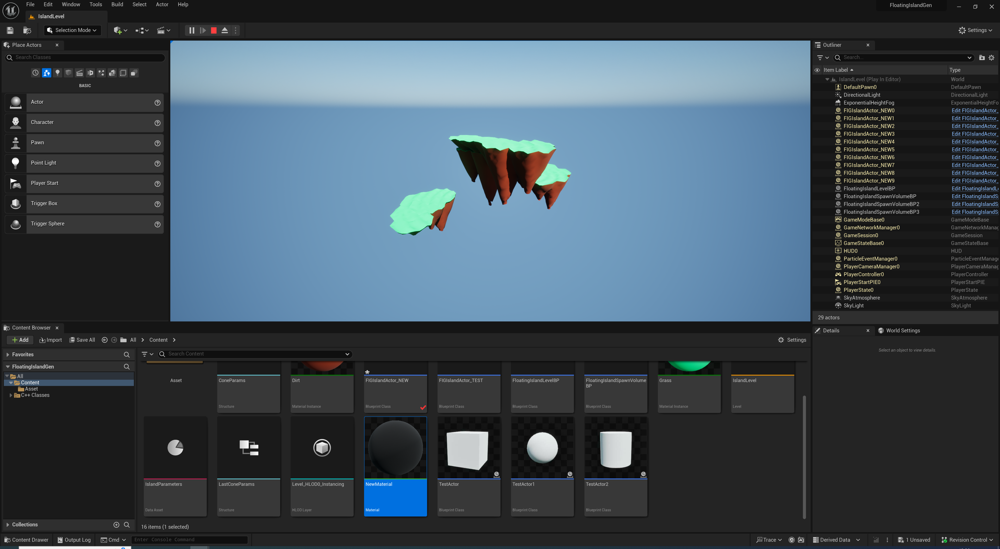 File Edit Window Tools Build Select Actor Help
FloatingIslandGen
IslandLevel
Selection Mode
Settings
Place Actors
Search Classes
BASIC
Actor
Character
Pawn
Point Light
Player Start
Trigger Box
Trigger Sphere
Outliner
Search...
Item Label Type
IslandLevel (Play In Editor) World
DefaultPawn0 DefaultPawn
DirectionalLight DirectionalLight
ExponentialHeightFog ExponentialHeightFo
FIGIslandActor_NEW0 Edit FIGIslandActor_
FIGIslandActor_NEW1 Edit FIGIslandActor_
FIGIslandActor_NEW2 Edit FIGIslandActor_
FIGIslandActor_NEW3 Edit FIGIslandActor_
FIGIslandActor_NEW4 Edit FIGIslandActor_
FIGIslandActor_NEW5 Edit FIGIslandActor_
FIGIslandActor_NEW6 Edit FIGIslandActor_
FIGIslandActor_NEW7 Edit FIGIslandActor_
FIGIslandActor_NEW8 Edit FIGIslandActor_
FIGIslandActor_NEW9 Edit FIGIslandActor_
FloatingIslandLevelBP Edit FloatingIslandL
FloatingIslandSpawnVolumeBP Edit FloatingIslandS
FloatingIslandSpawnVolumeBP2 Edit FloatingIslandS
FloatingIslandSpawnVolumeBP3 Edit FloatingIslandS
GameModeBase0 GameModeBase
GameNetworkManager0 GameNetworkManag
GameSession0 GameSession
GameStateBase0 GameStateBase
HUD0 HUD
ParticleEventManager0 ParticleEventManage
PlayerCameraManager0 PlayerCameraManag
PlayerController0 PlayerController
PlayerStartPIE0 PlayerStartPIE
PlayerState0 PlayerState
SkyAtmosphere SkyAtmosphere
SkyLight SkyLight
29 actors
Details World Settings
Select an object to view details.
Content Browser
Add Import Save All All Content Settings
Favorites
FloatingIslandGen
All
Content
Asset
C++ Classes
Collections
Search Content
Asset ConeParams Dirt FIGIslandActor_NEW FIGIslandActor_TEST FloatingIslandLevelBP FloatingIslandSpawnVolume Grass IslandLevel
BP
Structure Material Instance Blueprint Class Blueprint Class Blueprint Class Blueprint Class Material Instance Level
IslandParameters LastConeParams Level_HLOD0_Instancing NewMaterial TestActor TestActor1 TestActor2
Data Asset Structure HLOD Layer Material Blueprint Class Blueprint Class Blueprint Class
16 items (1 selected)
Content Drawer Output Log Cmd Enter Console Command Trace Derived Data 1 Unsaved Revision Control